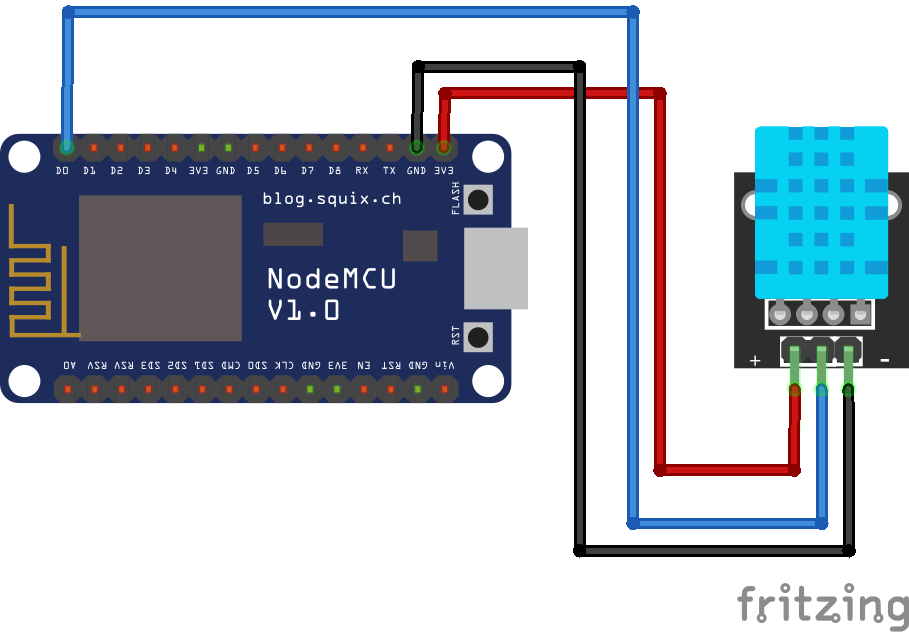 D0 D1 D2 D3 D4 3V3 GND D5 D6 D7 D8 RX TX GND 3V3
blog.squix.ch
FLASH
NodeMCU
V1.0
RST
A0 RSV RSV SD3 SD2 SD1 CMD SD0 CLK GND 3V3 EN RST GND Vin
+ -
fritzing